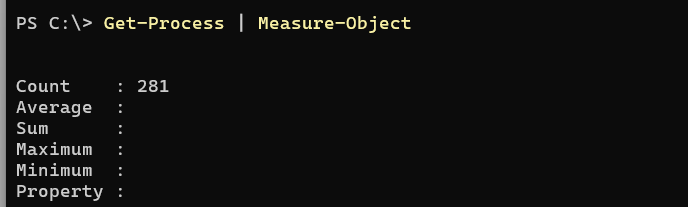 PS C:\> Get-Process | Measure-Object
Count    : 281
Average  :
Sum      :
Maximum  :
Minimum  :
Property :